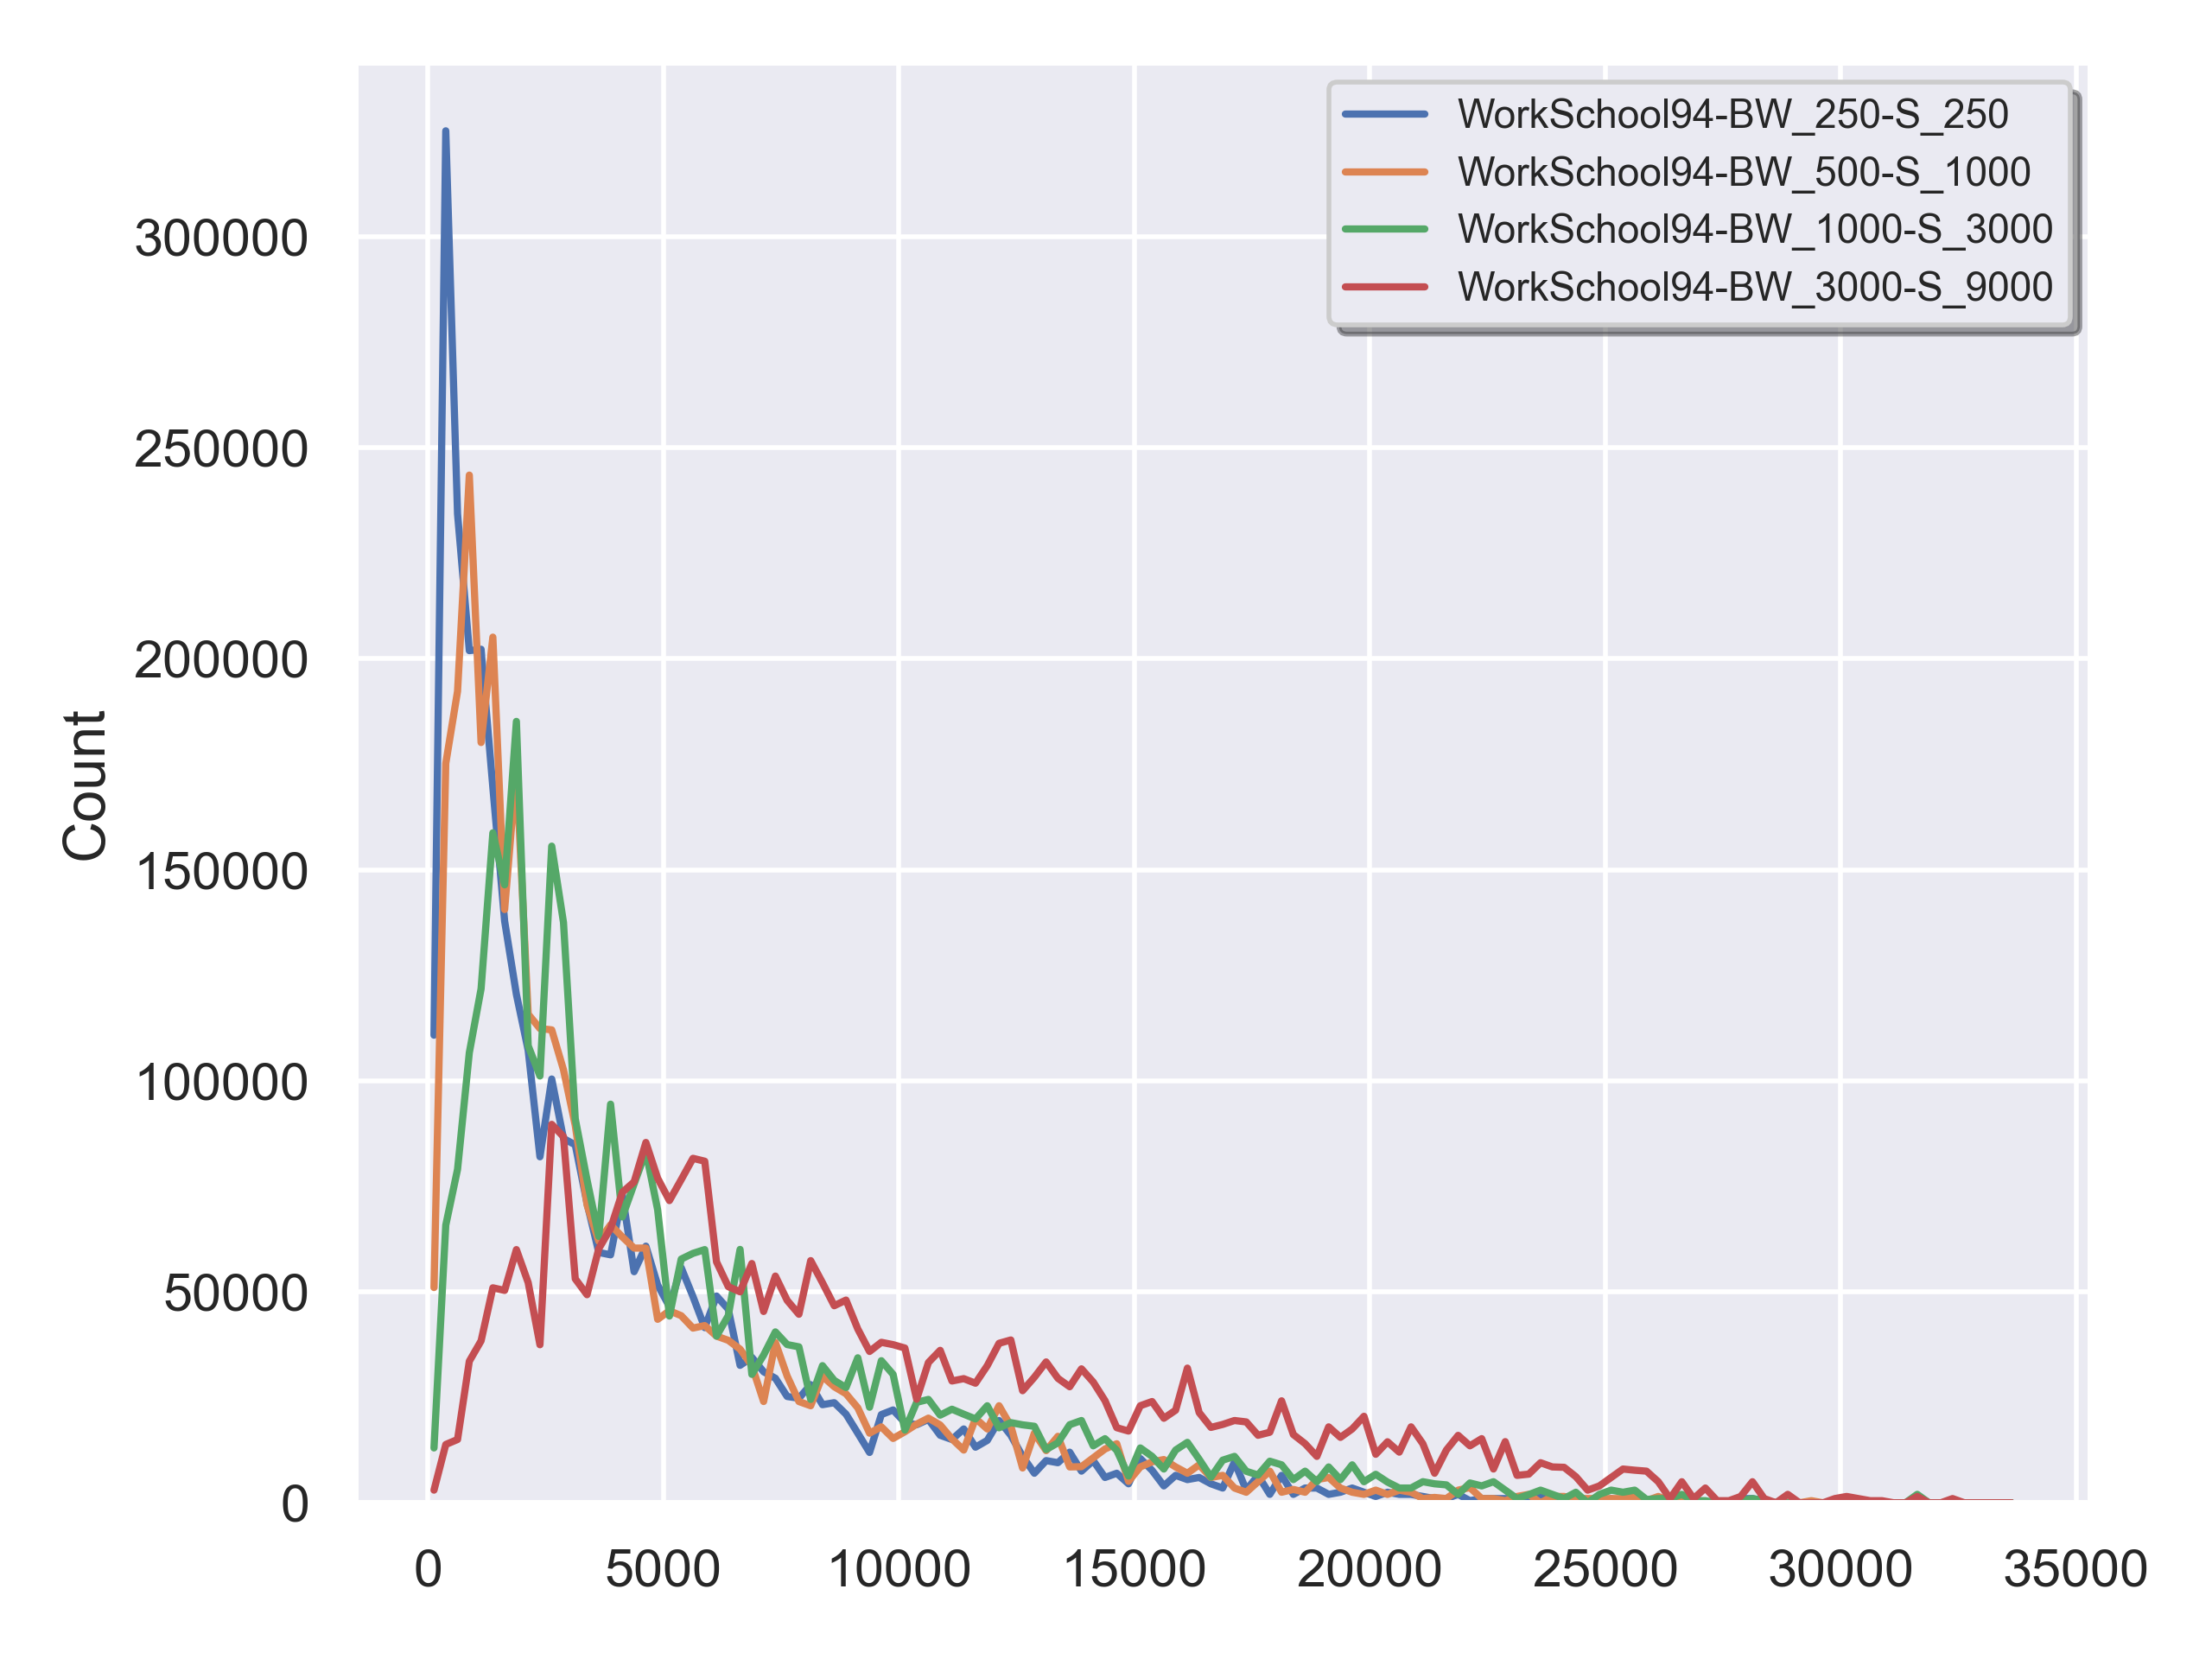 WorkSchool94-BW_250-S_250
WorkSchool94-BW_500-S_1000
WorkSchool94-BW_1000-S_3000
WorkSchool94-BW_3000-S_9000
Count
300000
250000
200000
150000
100000
50000
0
0 5000 10000 15000 20000 25000 30000 35000